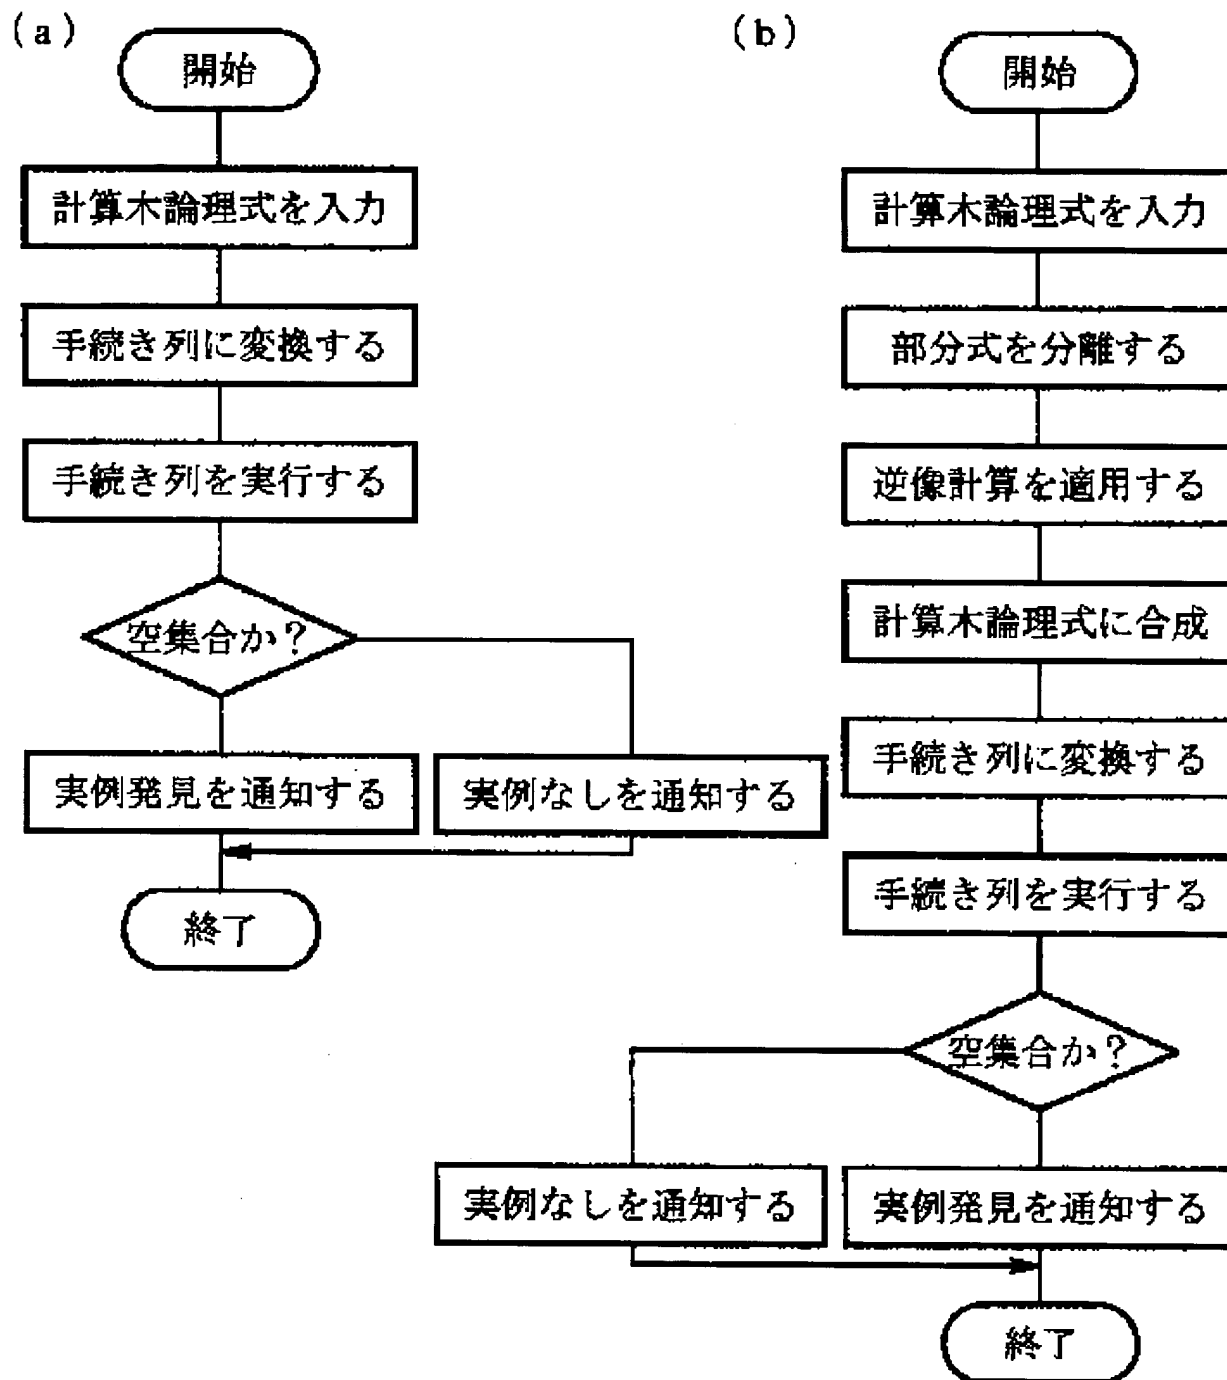 (a)
開始
計算木論理式を入力
手続き列に変換する
手続き列を実行する
空集合か?
実例発見を通知する
実例なしを通知する
終了
(b)
開始
計算木論理式を入力
部分式を分離する
逆像計算を適用する
計算木論理式に合成
手続き列に変換する
手続き列を実行する
空集合か?
実例なしを通知する
実例発見を通知する
終了